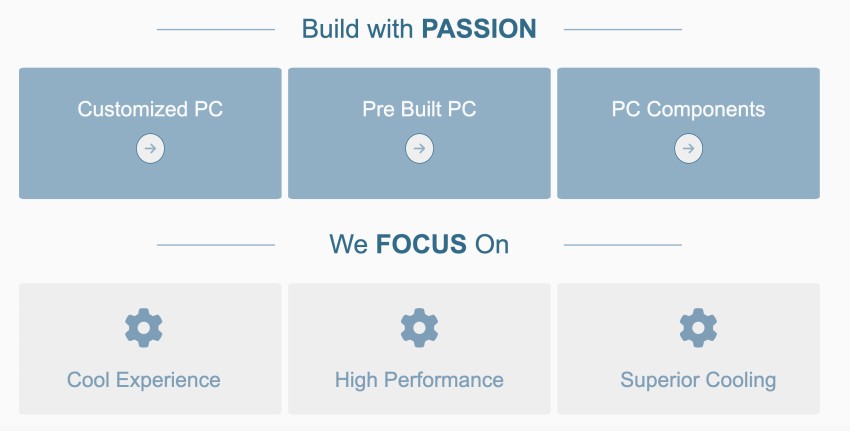 Build with PASSION
Customized PC
Pre Built PC
PC Components
We FOCUS On
Cool Experience
High Performance
Superior Cooling